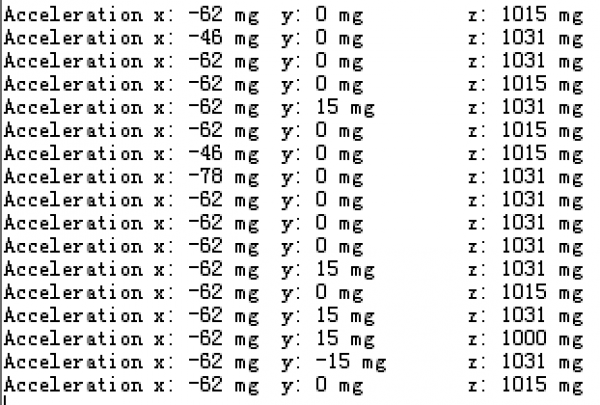 Acceleration x: -62 mg y: 0 mg z: 1015 mg
Acceleration x: -46 mg y: 0 mg z: 1031 mg
Acceleration x: -62 mg y: 0 mg z: 1031 mg
Acceleration x: -62 mg y: 0 mg z: 1015 mg
Acceleration x: -62 mg y: 15 mg z: 1031 mg
Acceleration x: -62 mg y: 0 mg z: 1015 mg
Acceleration x: -46 mg y: 0 mg z: 1015 mg
Acceleration x: -78 mg y: 0 mg z: 1031 mg
Acceleration x: -62 mg y: 0 mg z: 1031 mg
Acceleration x: -62 mg y: 0 mg z: 1031 mg
Acceleration x: -62 mg y: 0 mg z: 1031 mg
Acceleration x: -62 mg y: 15 mg z: 1031 mg
Acceleration x: -62 mg y: 0 mg z: 1015 mg
Acceleration x: -62 mg y: 15 mg z: 1031 mg
Acceleration x: -62 mg y: 15 mg z: 1000 mg
Acceleration x: -62 mg y: -15 mg z: 1031 mg
Acceleration x: -62 mg y: 0 mg z: 1015 mg